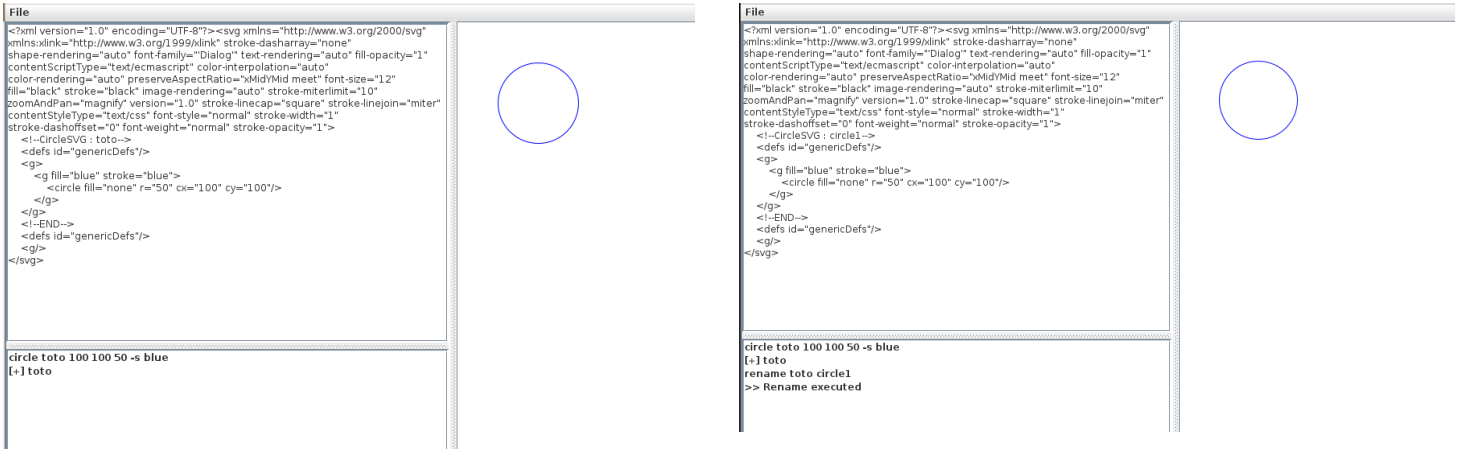 File
<?xml version="1.0" encoding="UTF-8"?><svg xmlns="http://www.w3.org/2000/svg"
xmlns:xlink="http://www.w3.org/1999/xlink" stroke-dasharray="none"
shape-rendering="auto" font-family="'Dialog'" text-rendering="auto" fill-opacity="1"
contentScriptType="text/ecmascript" color-interpolation="auto"
color-rendering="auto" preserveAspectRatio="xMidYMid meet" font-size="12"
fill="black" stroke="black" image-rendering="auto" stroke-miterlimit="10"
zoomAndPan="magnify" version="1.0" stroke-linecap="square" stroke-linejoin="miter"
contentStyleType="text/css" font-style="normal" stroke-width="1"
stroke-dashoffset="0" font-weight="normal" stroke-opacity="1">
<!--CircleSVG : toto-->
<defs id="genericDefs"/>
<g>
<g fill="blue" stroke="blue">
<circle fill="none" r="50" cx="100" cy="100"/>
</g>
</g>
<!--END-->
<defs id="genericDefs"/>
<g/>
</svg>
circle toto 100 100 50 -s blue
[+] toto
File
<?xml version="1.0" encoding="UTF-8"?><svg xmlns="http://www.w3.org/2000/svg"
xmlns:xlink="http://www.w3.org/1999/xlink" stroke-dasharray="none"
shape-rendering="auto" font-family="'Dialog'" text-rendering="auto" fill-opacity="1"
contentScriptType="text/ecmascript" color-interpolation="auto"
color-rendering="auto" preserveAspectRatio="xMidYMid meet" font-size="12"
fill="black" stroke="black" image-rendering="auto" stroke-miterlimit="10"
zoomAndPan="magnify" version="1.0" stroke-linecap="square" stroke-linejoin="miter"
contentStyleType="text/css" font-style="normal" stroke-width="1"
stroke-dashoffset="0" font-weight="normal" stroke-opacity="1">
<!--CircleSVG : circle1-->
<defs id="genericDefs"/>
<g>
<g fill="blue" stroke="blue">
<circle fill="none" r="50" cx="100" cy="100"/>
</g>
</g>
<!--END-->
<defs id="genericDefs"/>
<g/>
</svg>
circle toto 100 100 50 -s blue
[+] toto
rename toto circle1
>> Rename executed